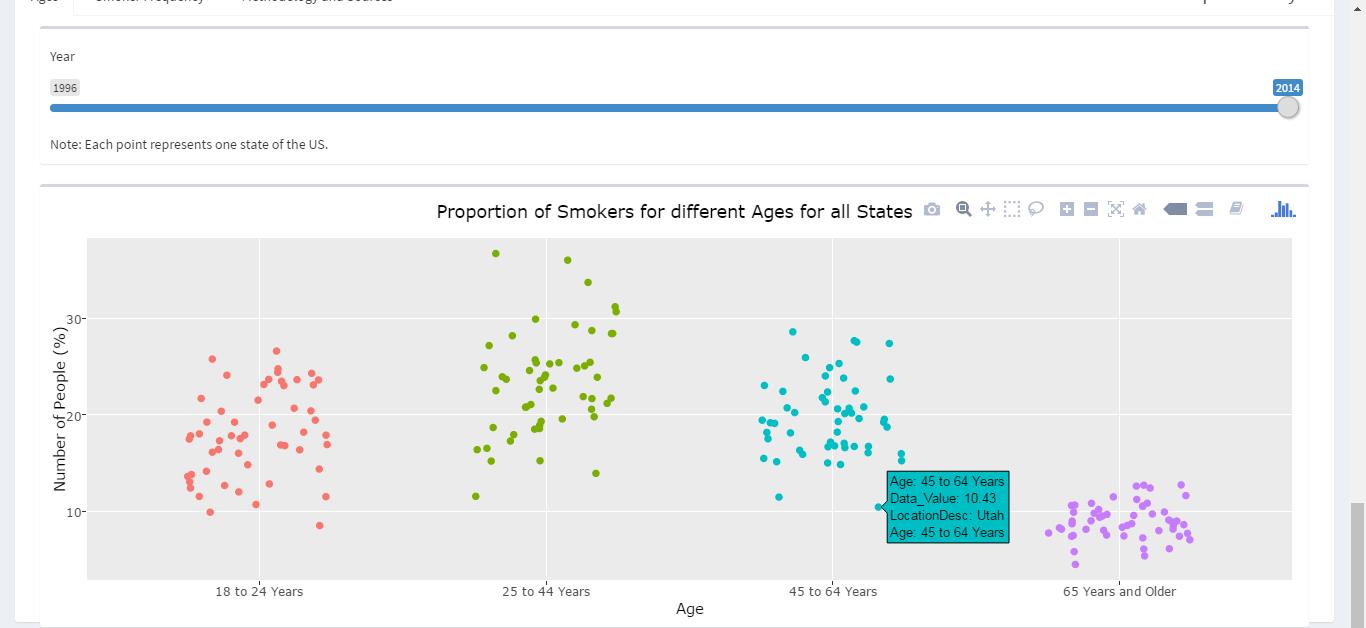 Year
1996
2014
Note: Each point represents one state of the US.
Proportion of Smokers for different Ages for all States
Number of People (%)
30
20
10
Age: 45 to 64 Years
Data_Value: 10.43
LocationDesc: Utah
Age: 45 to 64 Years
18 to 24 Years
25 to 44 Years
45 to 64 Years
65 Years and Older
Age